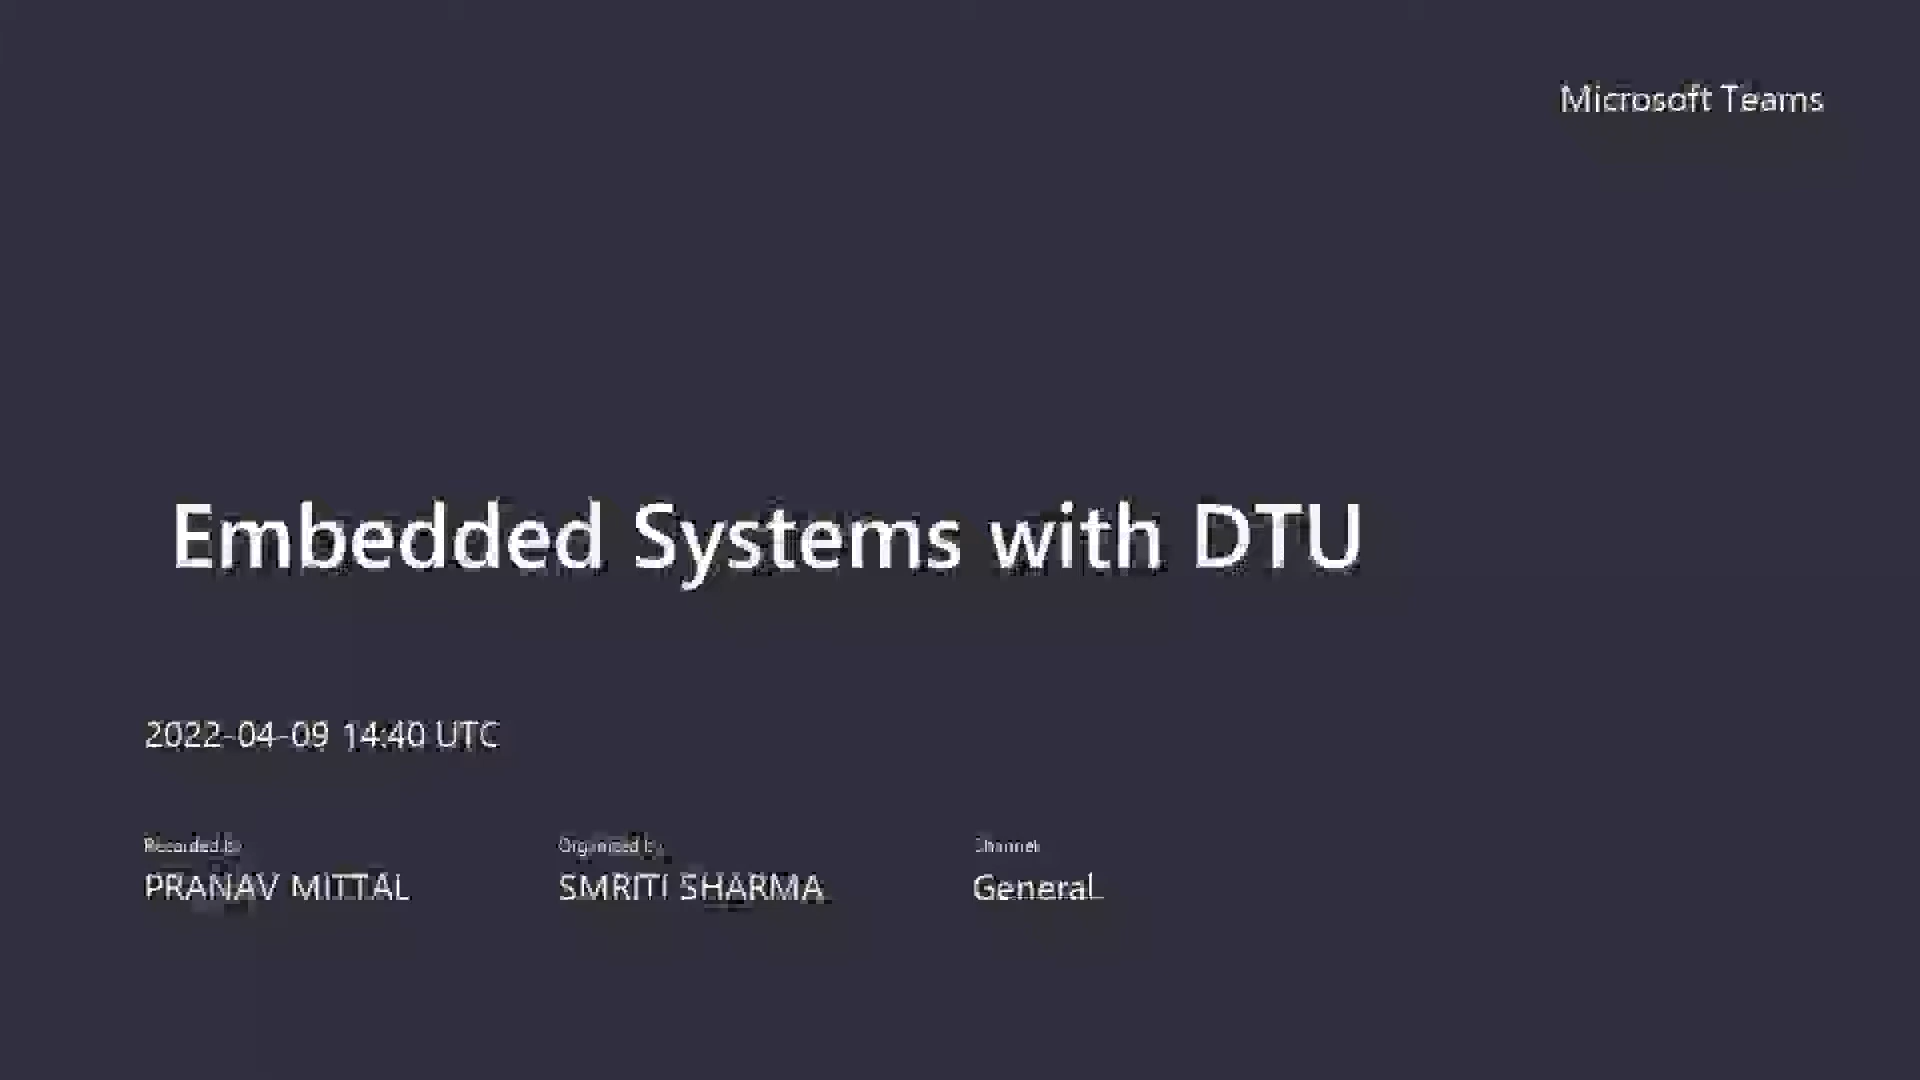 Microsoft Teams
Embedded Systems with DTU
2022-04-09 14:40 UTC
Recorded by
Organized by
Channel
PRANAV MITTAL
SMRITI SHARMA
General